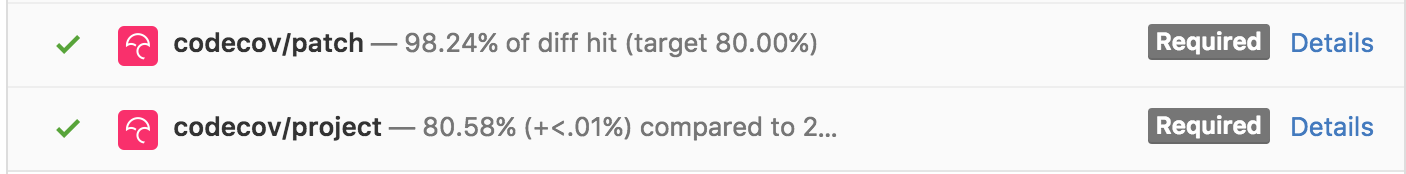 codecov/patch — 98.24% of diff hit (target 80.00%) Required Details
codecov/project — 80.58% (+<.01%) compared to 2... Required Details